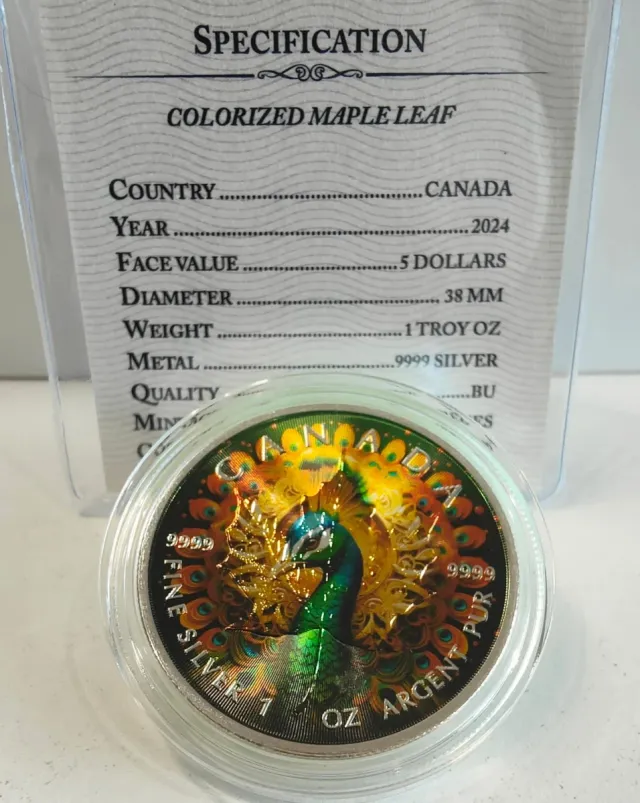 SPECIFICATION
COLORIZED MAPLE LEAF
COUNTRY..................................CANADA
YEAR..................................................2024
FACE VALUE..........................5 DOLLARS
DIAMETER..................................38 MM
WEIGHT...............................1 TROY OZ
METAL................................9999 SILVER
QUALITY BU
CANADA
9999 9999
FINE SILVER 1 OZ ARGENT PUR